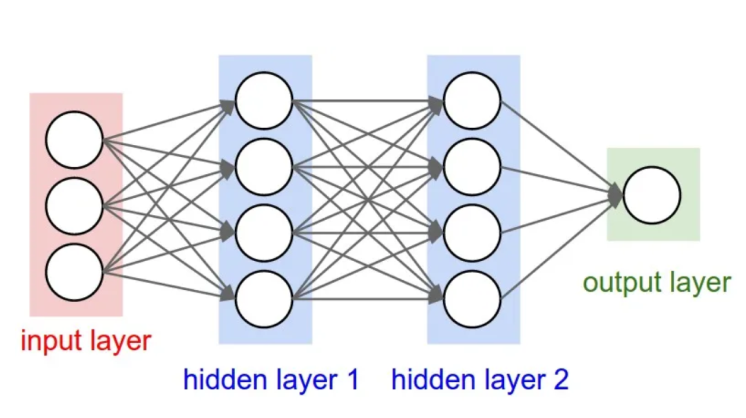 input layer
hidden layer 1
hidden layer 2
output layer